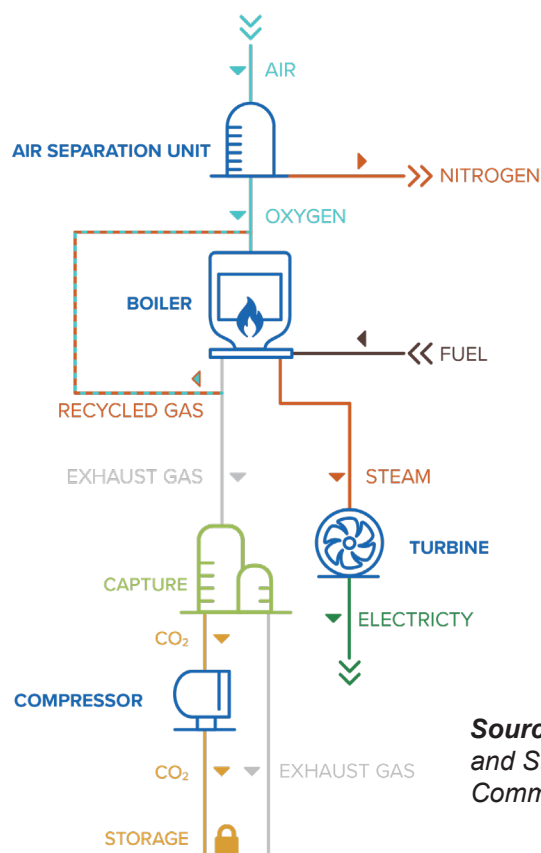 AIR
AIR SEPARATION UNIT
NITROGEN
OXYGEN
BOILER
FUEL
RECYCLED GAS
EXHAUST GAS
STEAM
TURBINE
CAPTURE
ELECTRICTY
CO₂
COMPRESSOR
Sourc
and S
Comm
CO₂
EXHAUST GAS
STORAGE